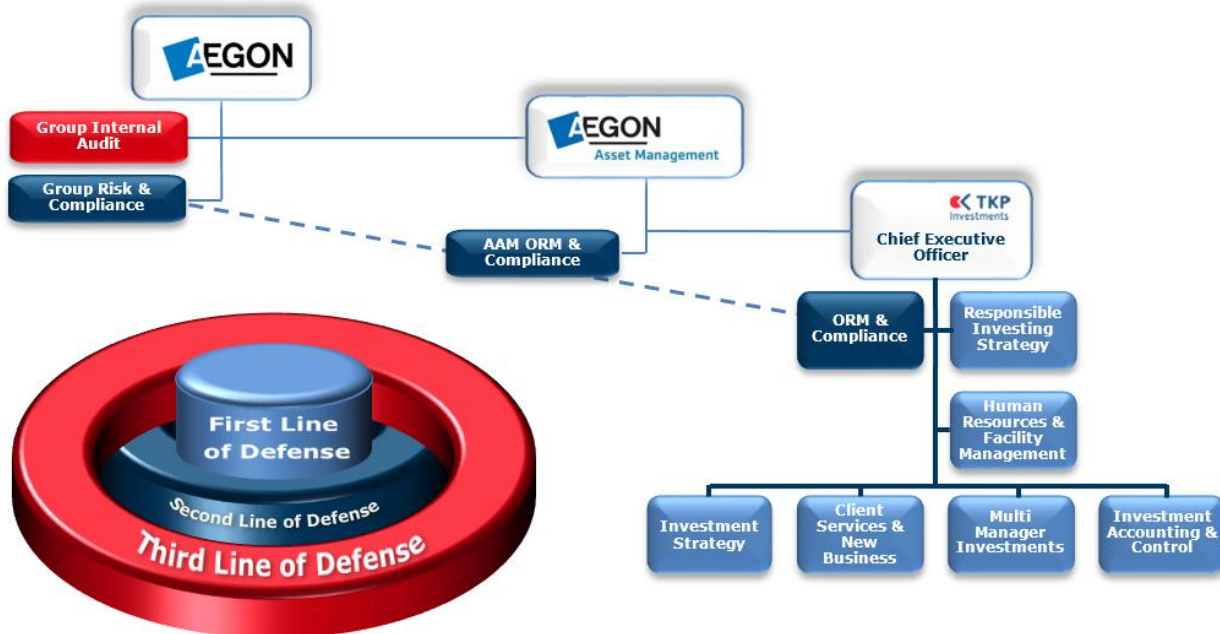 AEGON
Group Internal
Audit
AEGON
Asset Management
Group Risk &
Compliance
TKP
Investments
Chief Executive
Officer
AAM ORM &
Compliance
ORM &
Compliance
Responsible
Investing
Strategy
Human
Resources &
Facility
Management
First Line
of Defense
Second Line of Defense
Third Line of Defense
Investment
Strategy
Client
Services &
New
Business
Multi
Manager
Investments
Investment
Accounting &
Control